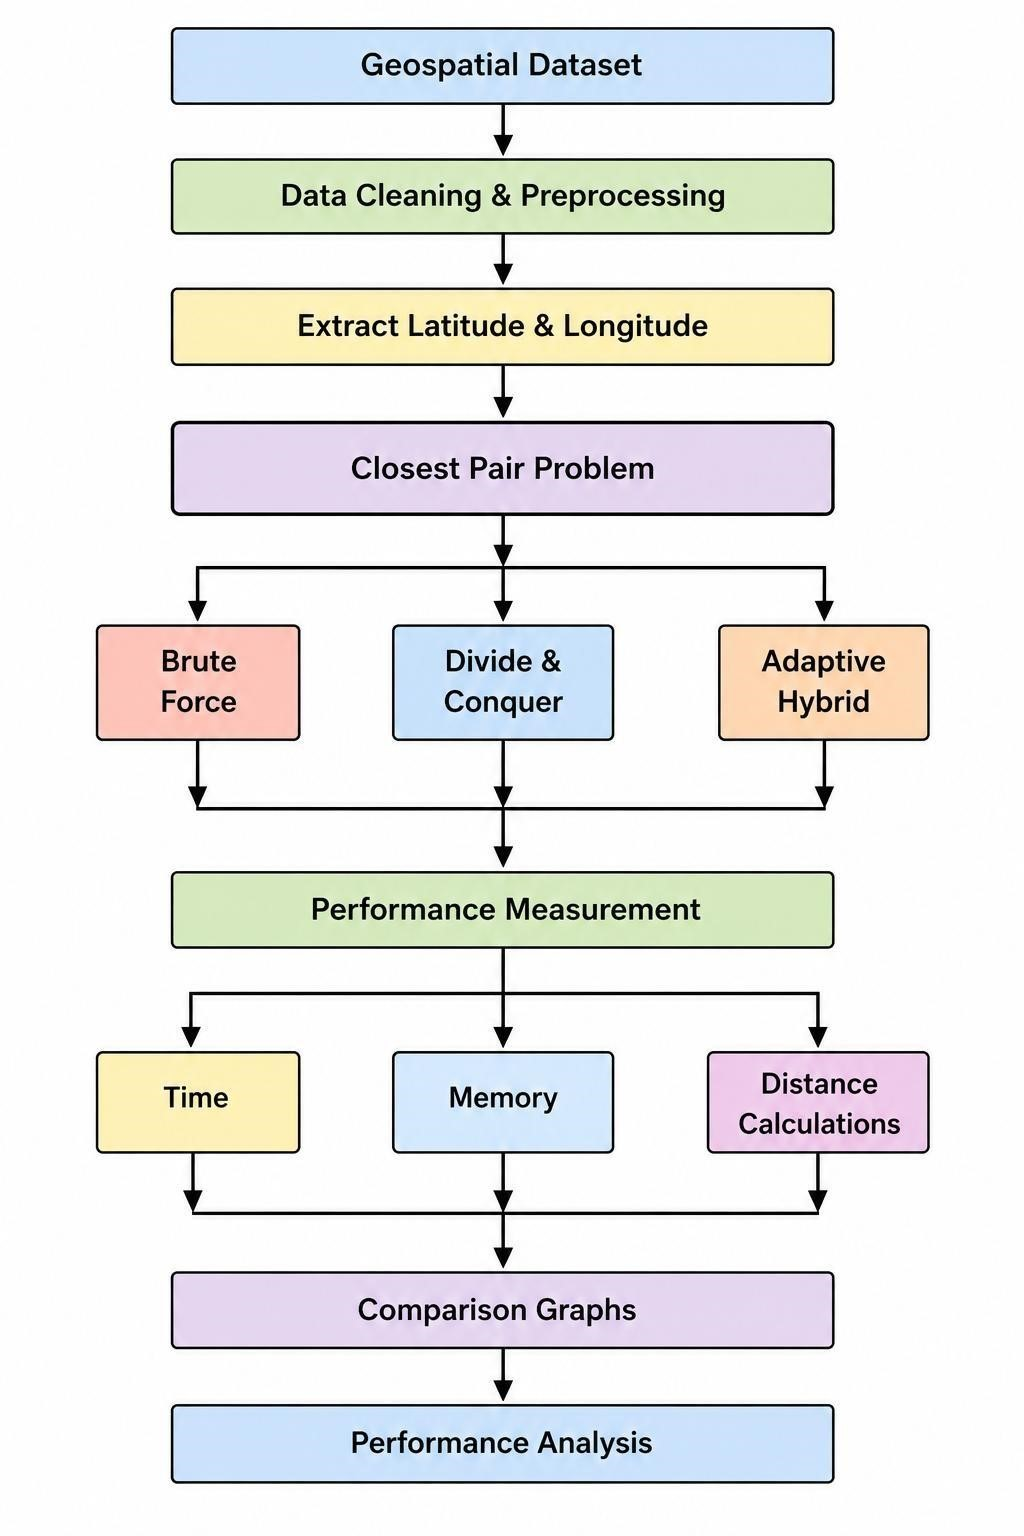 Geospatial Dataset
Data Cleaning & Preprocessing
Extract Latitude & Longitude
Closest Pair Problem
Brute
Force
Divide &
Conquer
Adaptive
Hybrid
Performance Measurement
Time
Memory
Distance
Calculations
Comparison Graphs
Performance Analysis